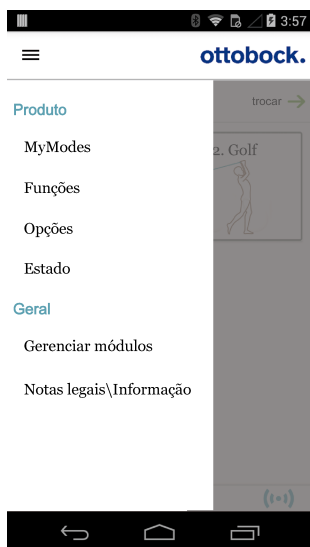 3:57
ottobock.
trocar
2. Golf
Produto
MyModes
Funções
Opções
Estado
Geral
Gerenciar módulos
Notas legais\Informação